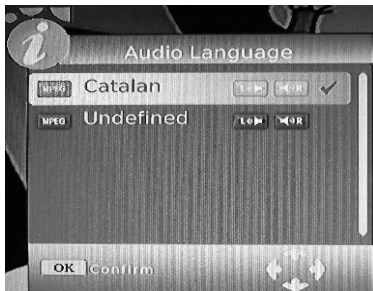 Audio Language
MPEG Catalan L R
MPEG Undefined L R
OK Confirm